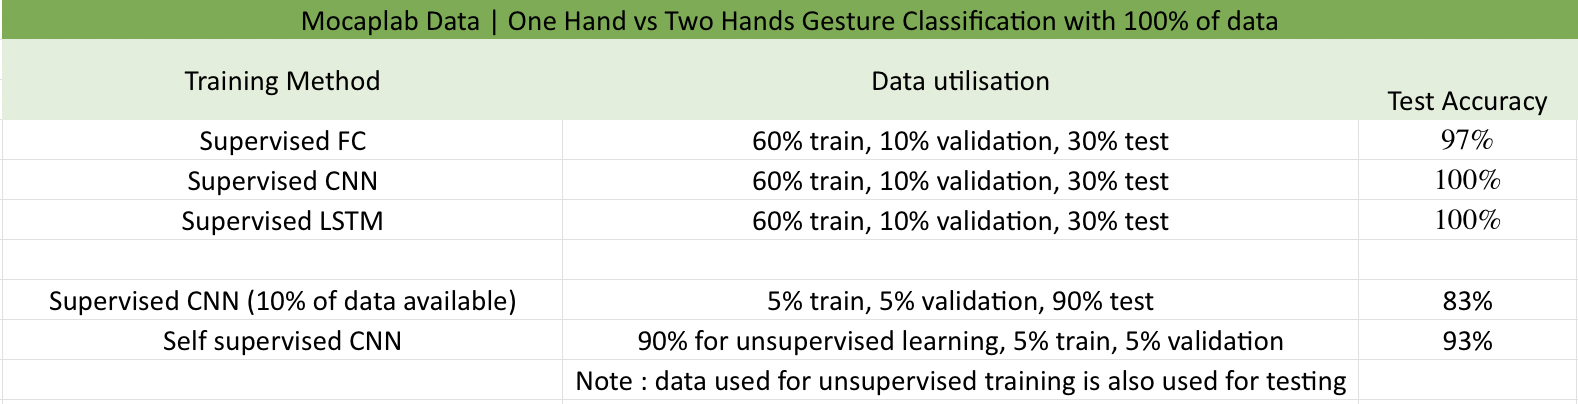 Mocaplab Data | One Hand vs Two Hands Gesture Classification with 100% of data
Training Method Data utilisation Test Accuracy
Supervised FC 60% train, 10% validation, 30% test 97%
Supervised CNN 60% train, 10% validation, 30% test 100%
Supervised LSTM 60% train, 10% validation, 30% test 100%
Supervised CNN (10% of data available) 5% train, 5% validation, 90% test 83%
Self supervised CNN 90% for unsupervised learning, 5% train, 5% validation 93%
Note : data used for unsupervised training is also used for testing